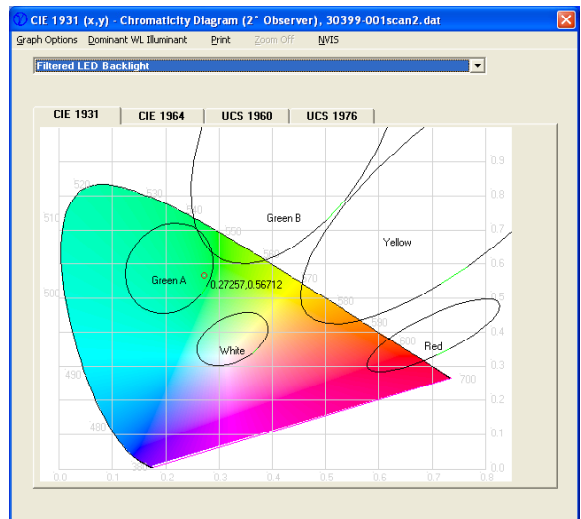 CIE 1931 (x,y) - Chromaticity Diagram (2° Observer), 30399-001scan2.dat
Graph Options Dominant WL Illuminant Print Zoom Off NVIS
Filtered LED Backlight
CIE 1931 CIE 1964 UCS 1960 UCS 1976
0.9
520
530
0.8
510
540
Green B
0.7
550
Yellow
560
0.6
Green A
0.27257,0.56712
570
500
580
0.5
590
0.4
White
600
Red
0.3
490
700
0.2
480
0.1
380
0.0
0.0 0.1 0.2 0.3 0.4 0.5 0.6 0.7 0.8